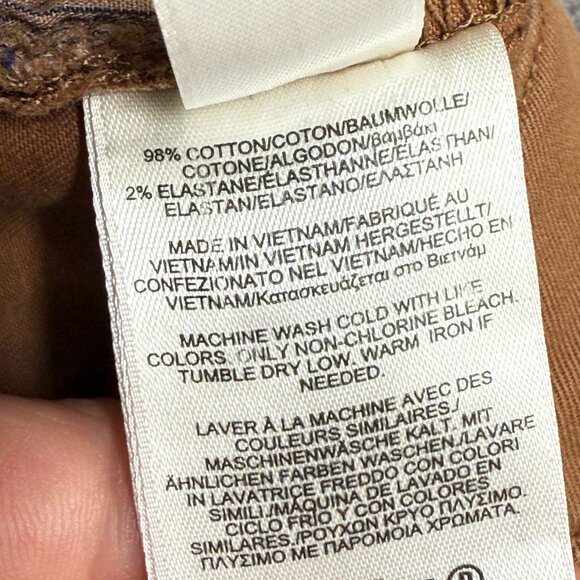 98% COTTON/COTON/BAUMWOLLE/
COTONE/ALGODON/βαμβάκι
2% ELASTANE/ÉLASTHANNE/ÉLASTHAN/
ELASTAN/ELASTANO/ΕΛΑΣΤΑΝΗ
MADE IN VIETNAM/FABRIQUÉ AU
VIETNAM/IN VIETNAM HERGESTELLT/
CONFEZIONATO NEL VIETNAM/HECHO EN
VIETNAM/Κατασκευάζεται στο Βιετνάμ
MACHINE WASH COLD WITH LIKE
COLORS. ONLY NON-CHLORINE BLEACH.
TUMBLE DRY LOW. WARM IRON IF
NEEDED.
LAVER À LA MACHINE AVEC DES
COULEURS SIMILAIRES./
MASCHINENWÄSCHE KALT. MIT
ÄHNLICHEN FARBEN WASCHEN./LAVARE
IN LAVATRICE FREDDO CON COLORI
SIMILI./MÁQUINA DE LAVADO EN
CICLO FRÍO Y CON COLORES
SIMILARES./ΡΟΥΧΩΝ ΚΡΥΟ ΠΛΥΣΙΜΟ.
ΠΛΥΣΙΜΟ ΜΕ ΠΑΡΟΜΟΙΑ ΧΡΩΜΑΤΑ.